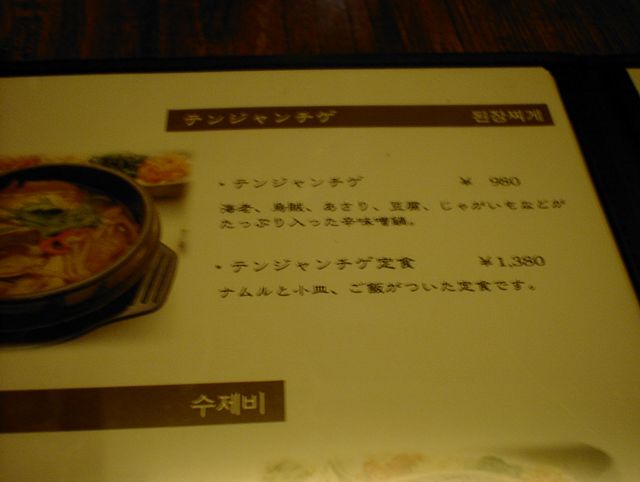 テンジャンチゲ 된장찌게
・テンジャンチゲ ¥ 980
海老、烏賊、あさり、豆腐、じゃがいもなどが
たっぷり入った辛味噌鍋。
・テンジャンチゲ定食 ¥1,380
ナムルと小皿、ご飯がついた定食です。
수제비